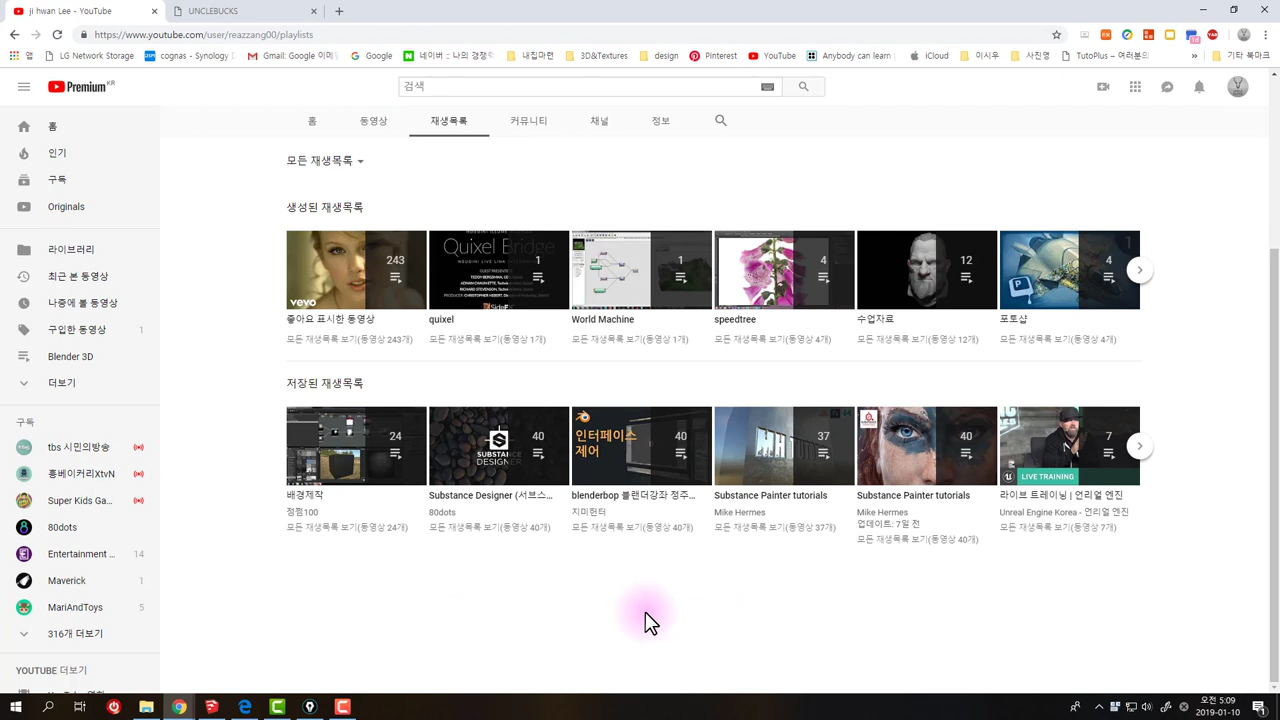 ji hwan Lee - YouTube
UNCLEBUCKS
https://www.youtube.com/user/reazzang00/playlists
앱
LG Network Storage
cognas - Synology
Gmail: Google 이메
Google
네이버 :: 나의 경쟁력
내집마련
3D&Textures
design
Pinterest
YouTube
Anybody can learn
iCloud
이시우
사진영
TutoPlus – 여러분의
기타 북마크
Premium KR
검색
홈
인기
구독
Originals
라이브러리
최근 본 동영상
나중에 볼 동영상
구입한 동영상 1
Blender 3D
더보기
구독
tbs 시민의방송
흥베이커리XtvN
Super Kids Ga...
80dots
Entertainment ... 14
Maverick 1
MariAndToys 5
316개 더보기
YOUTUBE 더보기
홈 동영상 재생목록 커뮤니티 채널 정보
모든 재생목록
생성된 재생목록
vevo
243
좋아요 표시한 동영상
모든 재생목록 보기(동영상 243개)
Quixel Bridge
HOUDINI LIVE LINK
1
quixel
모든 재생목록 보기(동영상 1개)
1
World Machine
모든 재생목록 보기(동영상 1개)
4
speedtree
모든 재생목록 보기(동영상 4개)
12
수업자료
모든 재생목록 보기(동영상 12개)
4
포토샵
모든 재생목록 보기(동영상 4개)
저장된 재생목록
24
배경제작
정쩜100
모든 재생목록 보기(동영상 24개)
SUBSTANCE
DESIGNER
40
Substance Designer (서브스...
80dots
모든 재생목록 보기(동영상 40개)
인터페이스
제어
40
blenderbop 블랜더강좌 정주...
지미헌터
모든 재생목록 보기(동영상 40개)
37
Substance Painter tutorials
Mike Hermes
모든 재생목록 보기(동영상 37개)
40
Substance Painter tutorials
Mike Hermes
업데이트: 7일 전
모든 재생목록 보기(동영상 40개)
LIVE TRAINING
7
라이브 트레이닝 | 언리얼 엔진
Unreal Engine Korea - 언리얼 엔진
모든 재생목록 보기(동영상 7개)
오전 5:09
2019-01-10